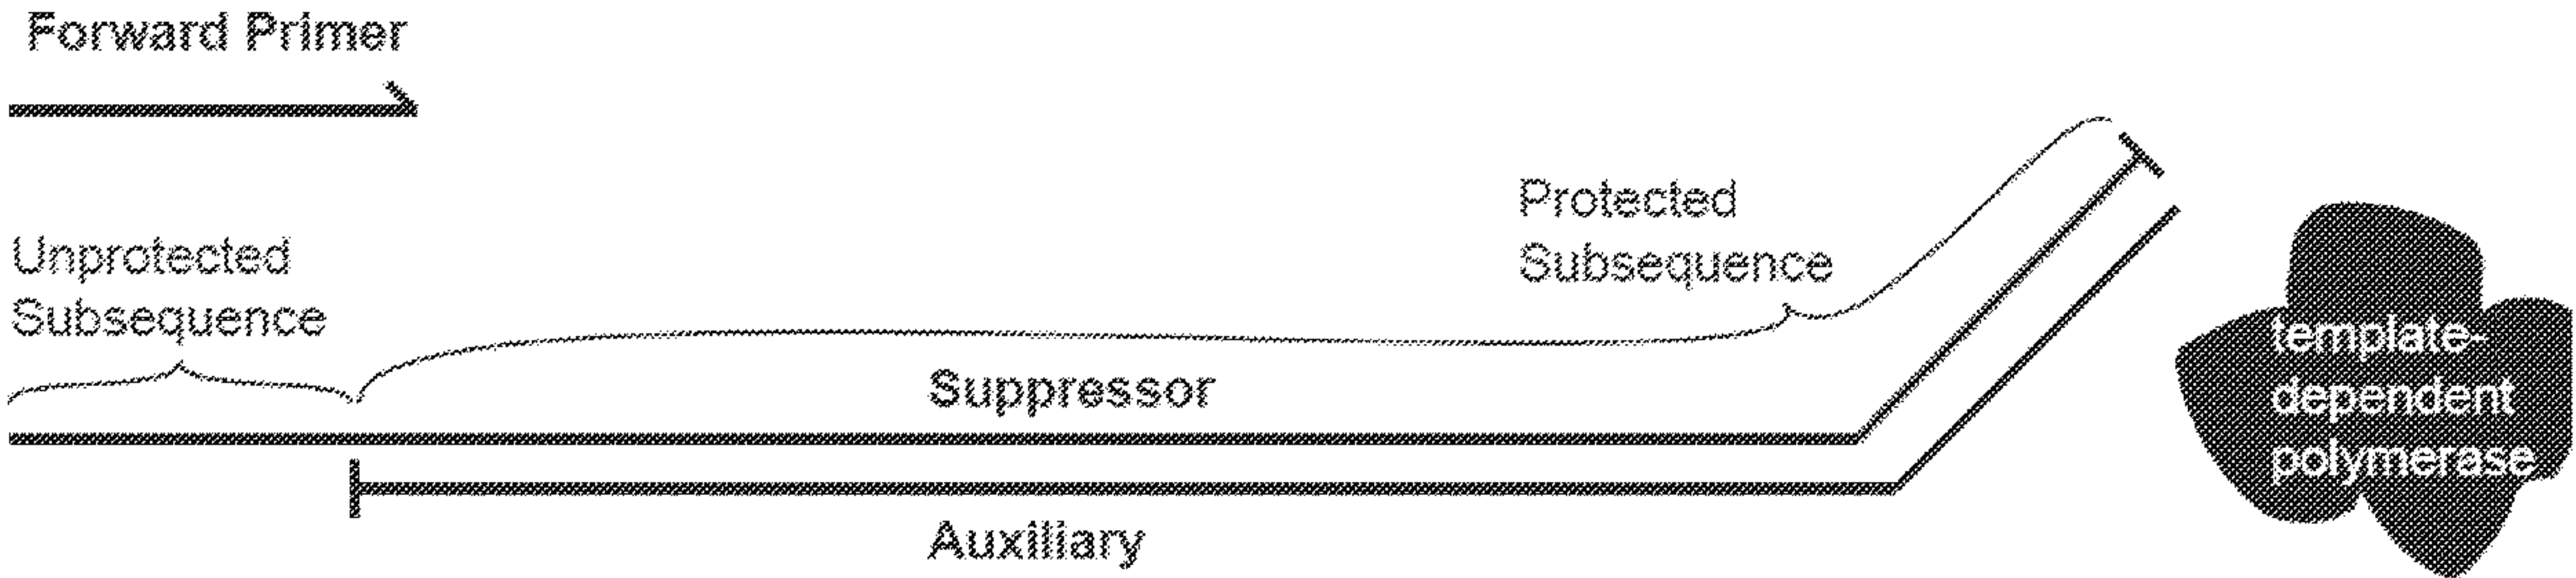 Forward Primer
Unprotected
Subsequence
Protected
Subsequence
Suppressor
Auxiliary
template-
dependent
polymerase